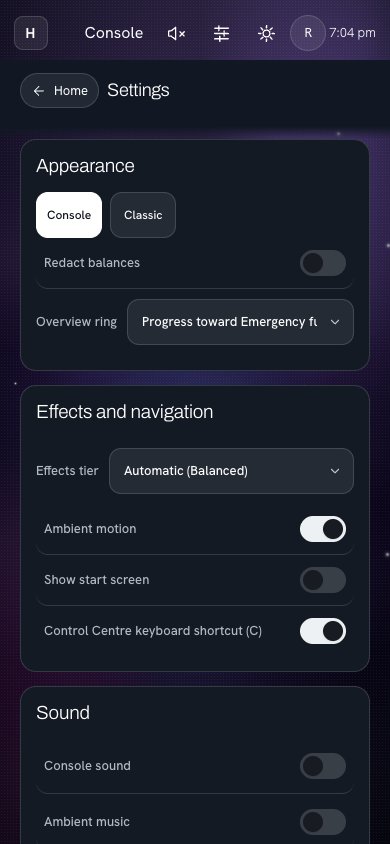 H
Console
R
7:04 pm
Home
Settings
Appearance
Console
Classic
Redact balances
Overview ring
Progress toward Emergency fu
Effects and navigation
Effects tier
Automatic (Balanced)
Ambient motion
Show start screen
Control Centre keyboard shortcut (C)
Sound
Console sound
Ambient music